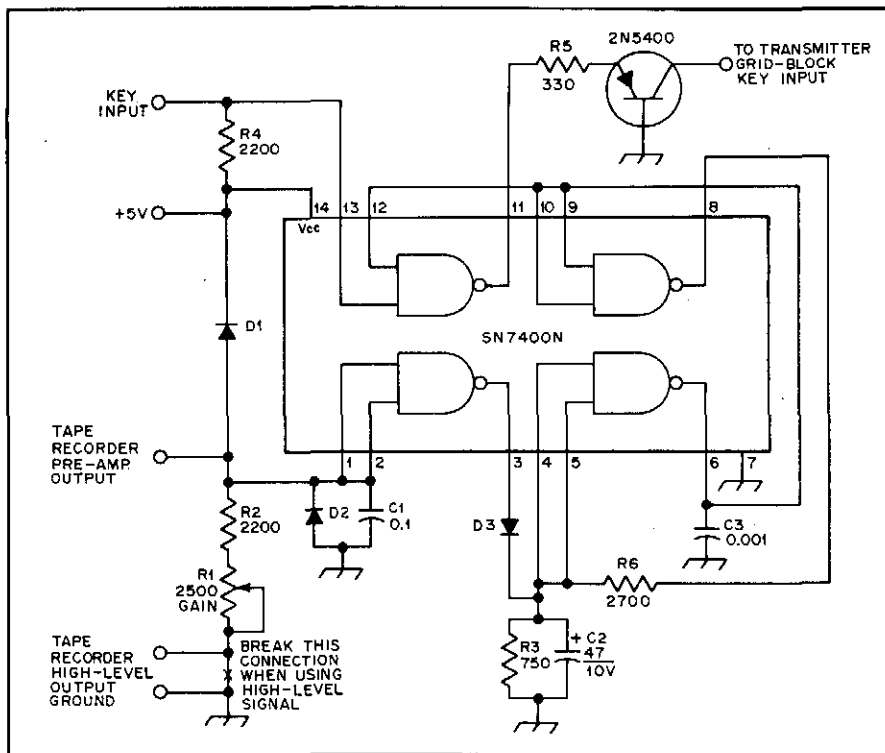 2N5400
R5
330
TO TRANSMITTER
GRID-BLOCK
KEY INPUT
KEY
INPUT
R4
2200
+5V
14
13
12
11
10
9
8
Vcc
D1
SN7400N
TAPE
RECORDER
PRE-AMP
OUTPUT
1
2
3
4
5
6
7
R2
2200
D2
C1
0.1
D3
C3
0.001
R1
2500
GAIN
R6
2700
TAPE
RECORDER
HIGH-LEVEL
OUTPUT
GROUND
BREAK THIS
CONNECTION
WHEN USING
HIGH-LEVEL
SIGNAL
R3
750
+ C2
47
10V